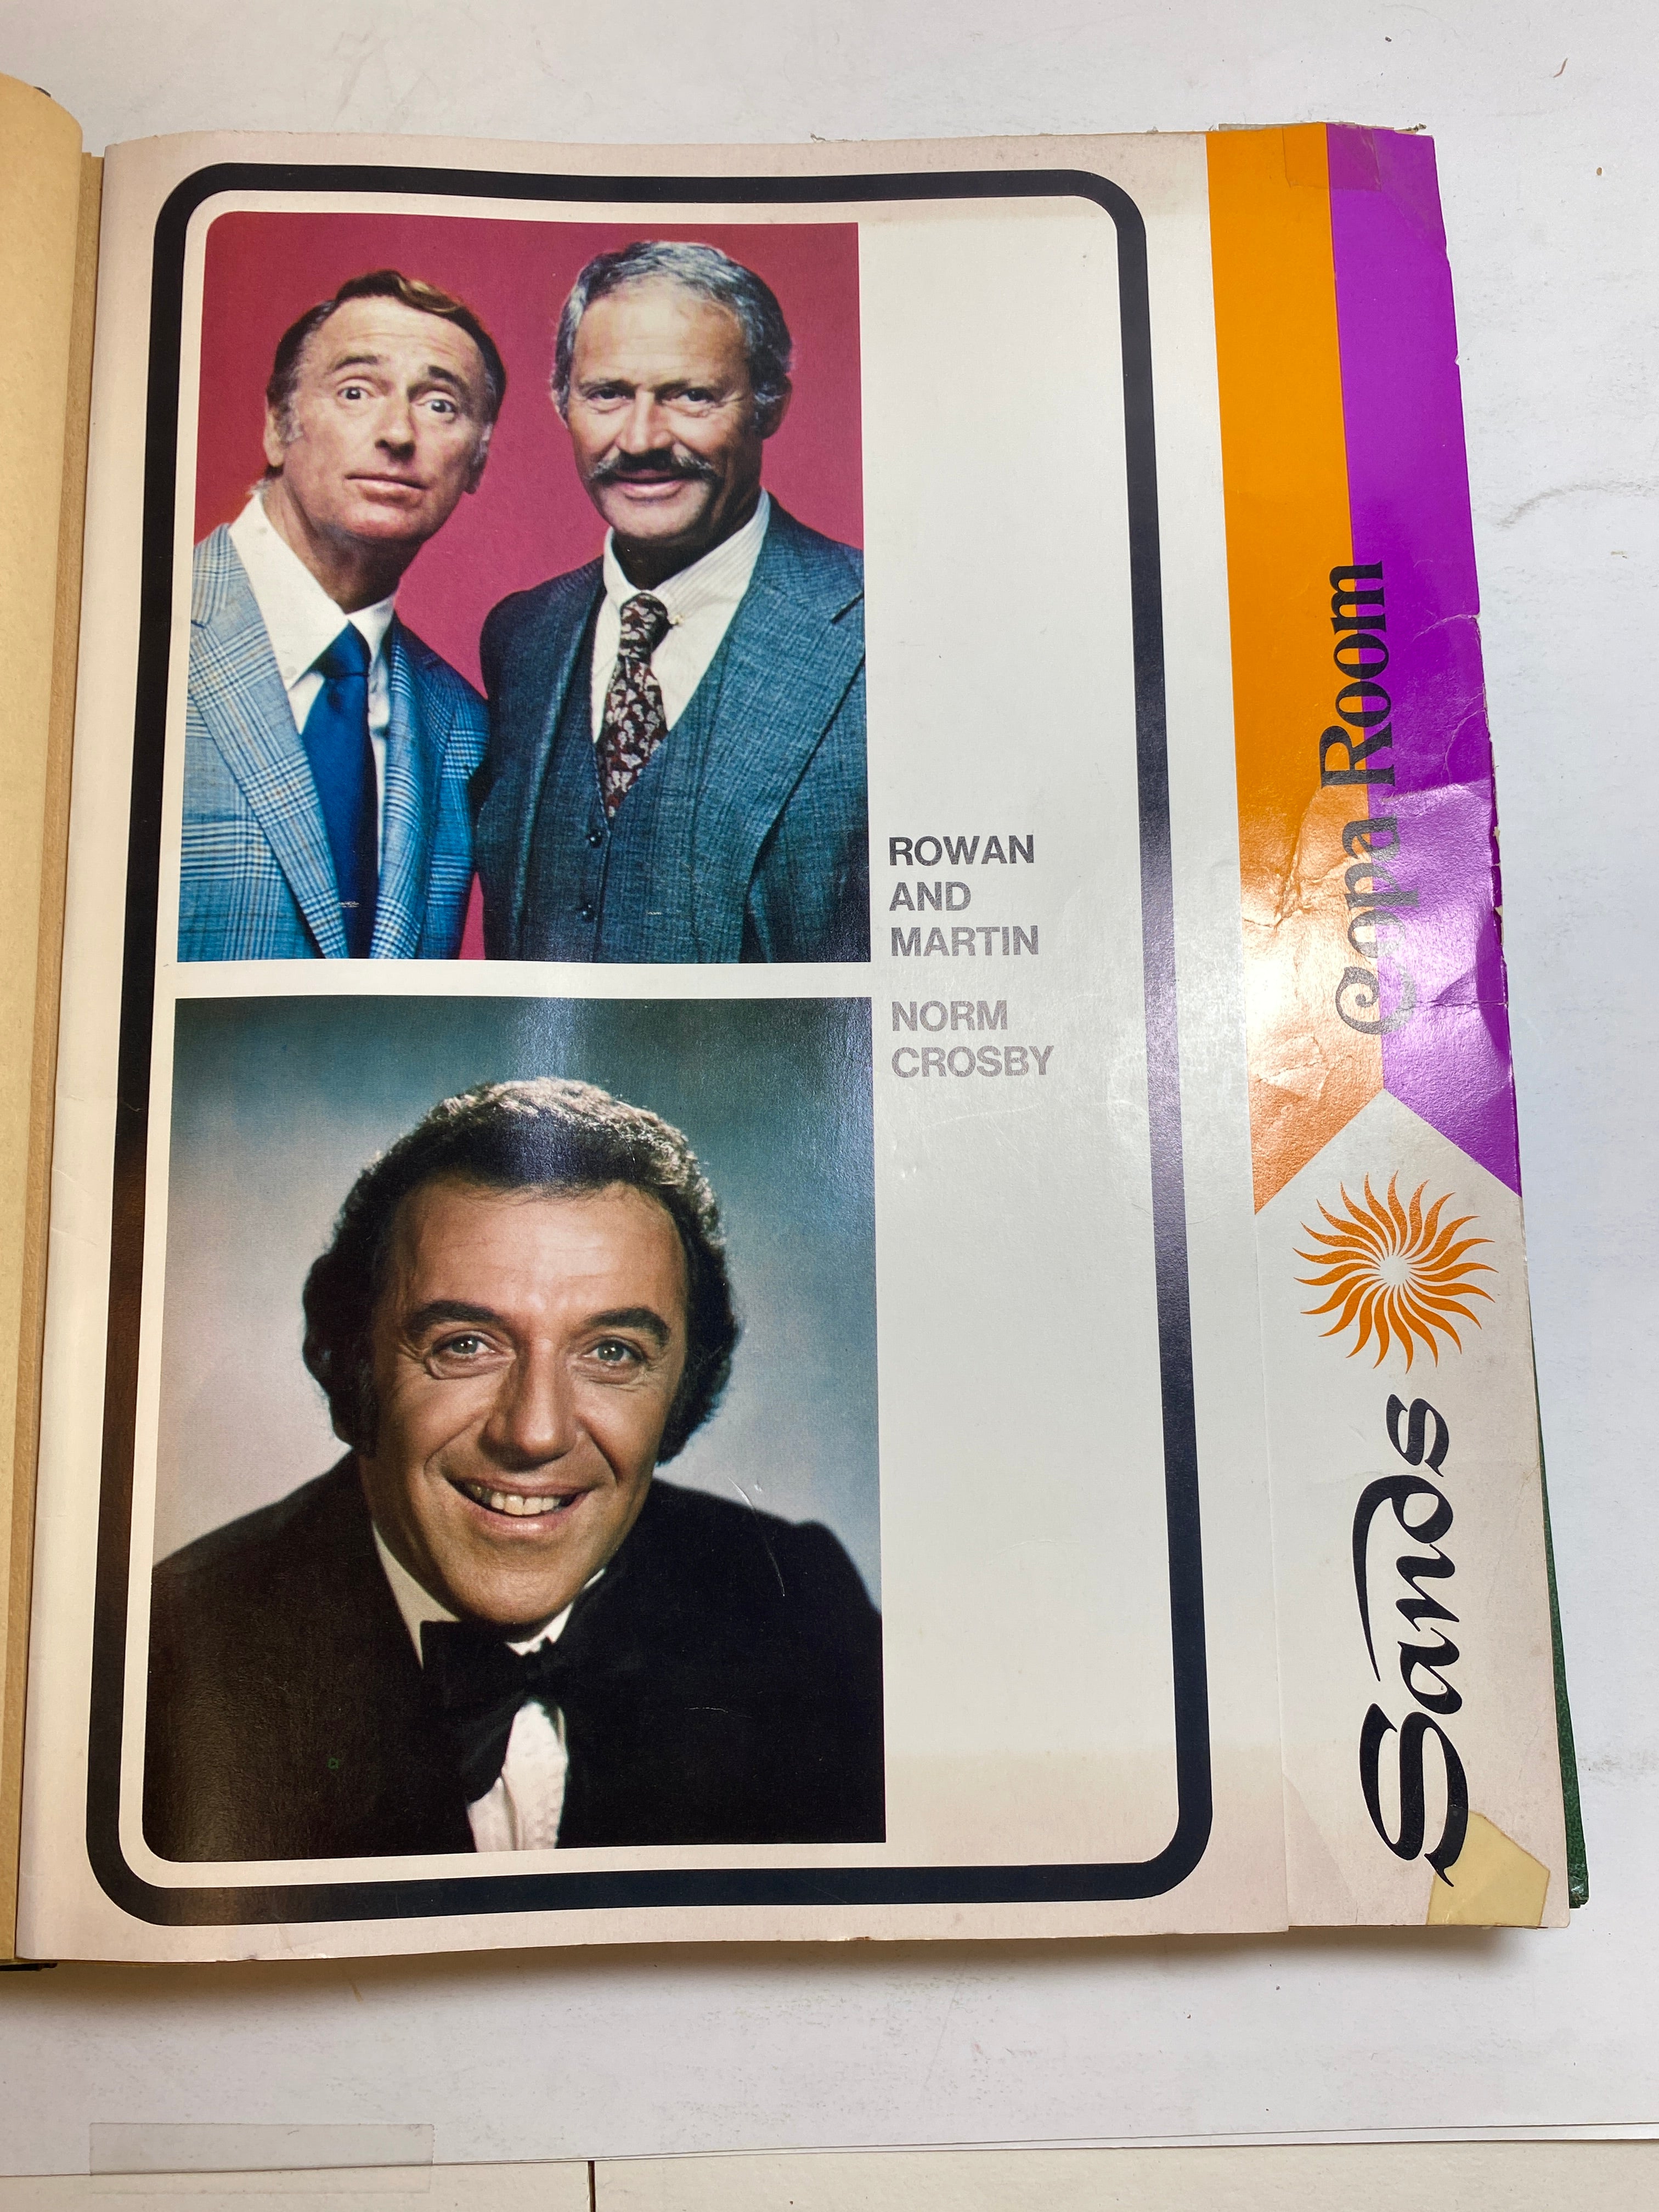 ROWAN
AND
MARTIN
NORM
CROSBY
Copa Room
Sands